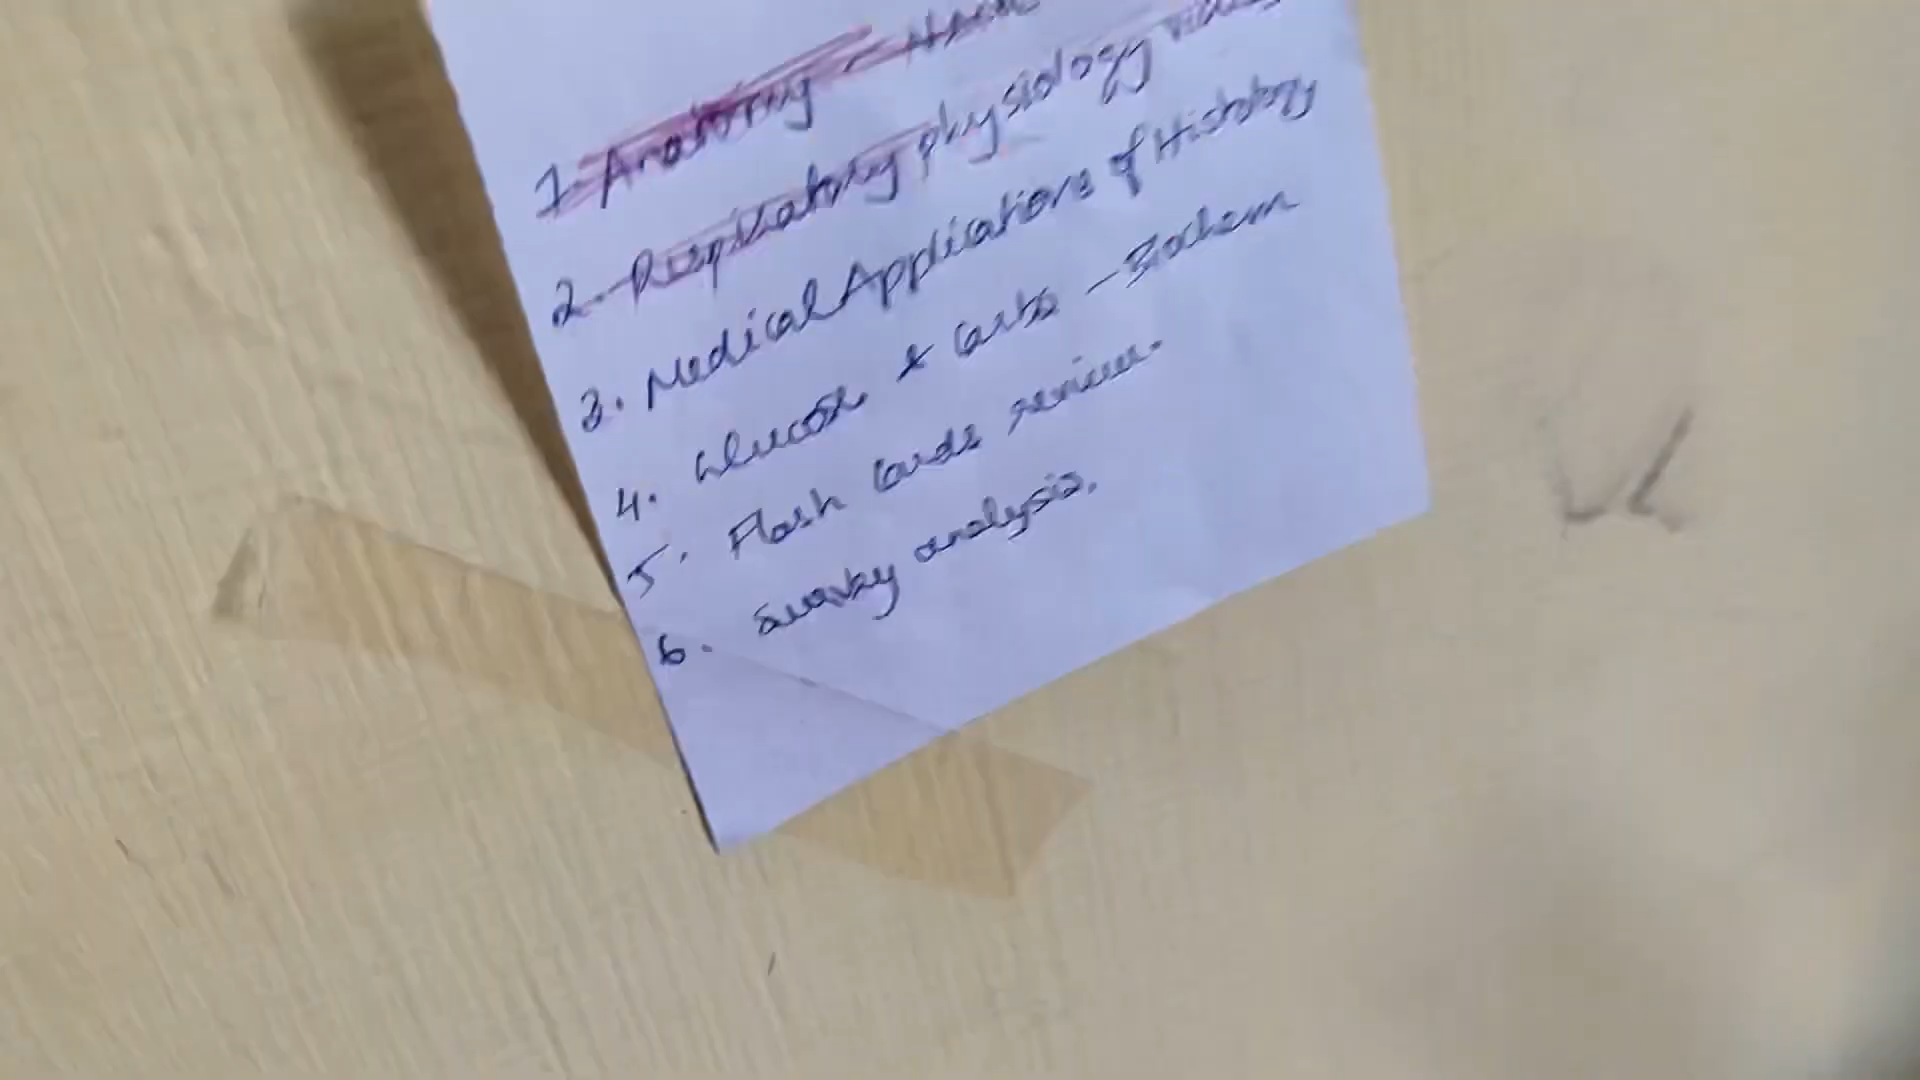 1. Anatomy -
2. Respiratory physiology
3. Medical Applications of Histology
4. Glucose & Carbs - Biochem
5. Flash Cards review.
6. analysis.